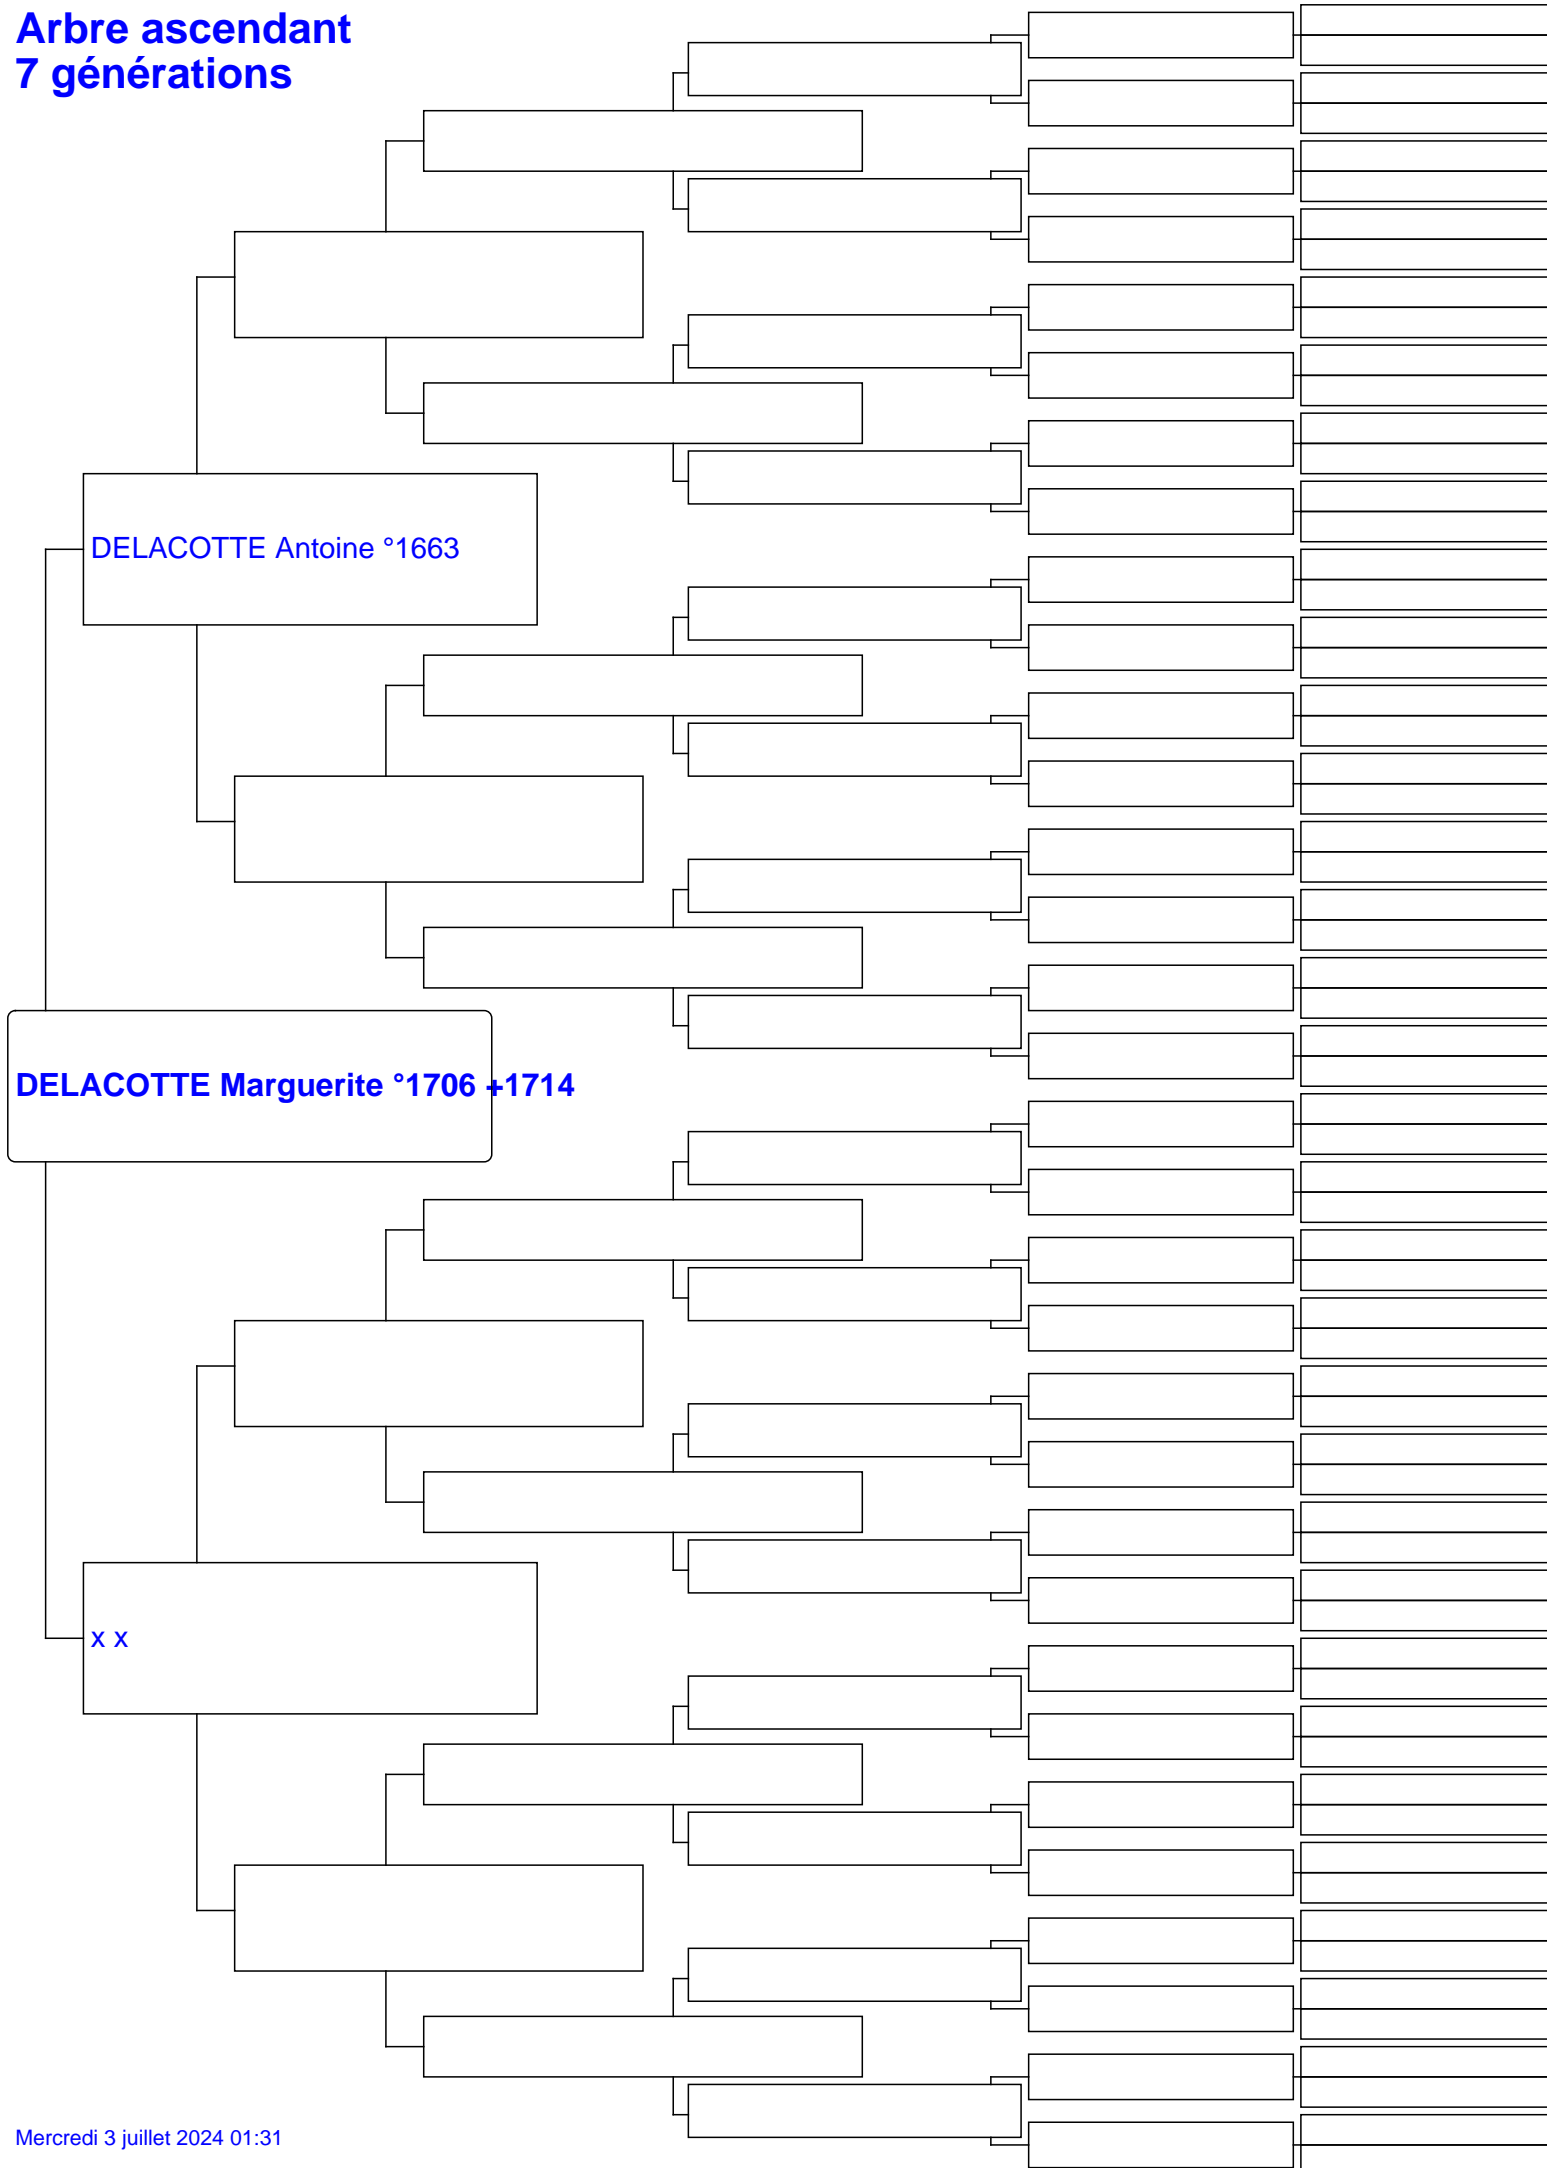 Arbre ascendant
7 générations
DELACOTTE Antoine °1663
DELACOTTE Marguerite °1706 +1714
x x
Mercredi 3 juillet 2024 01:31